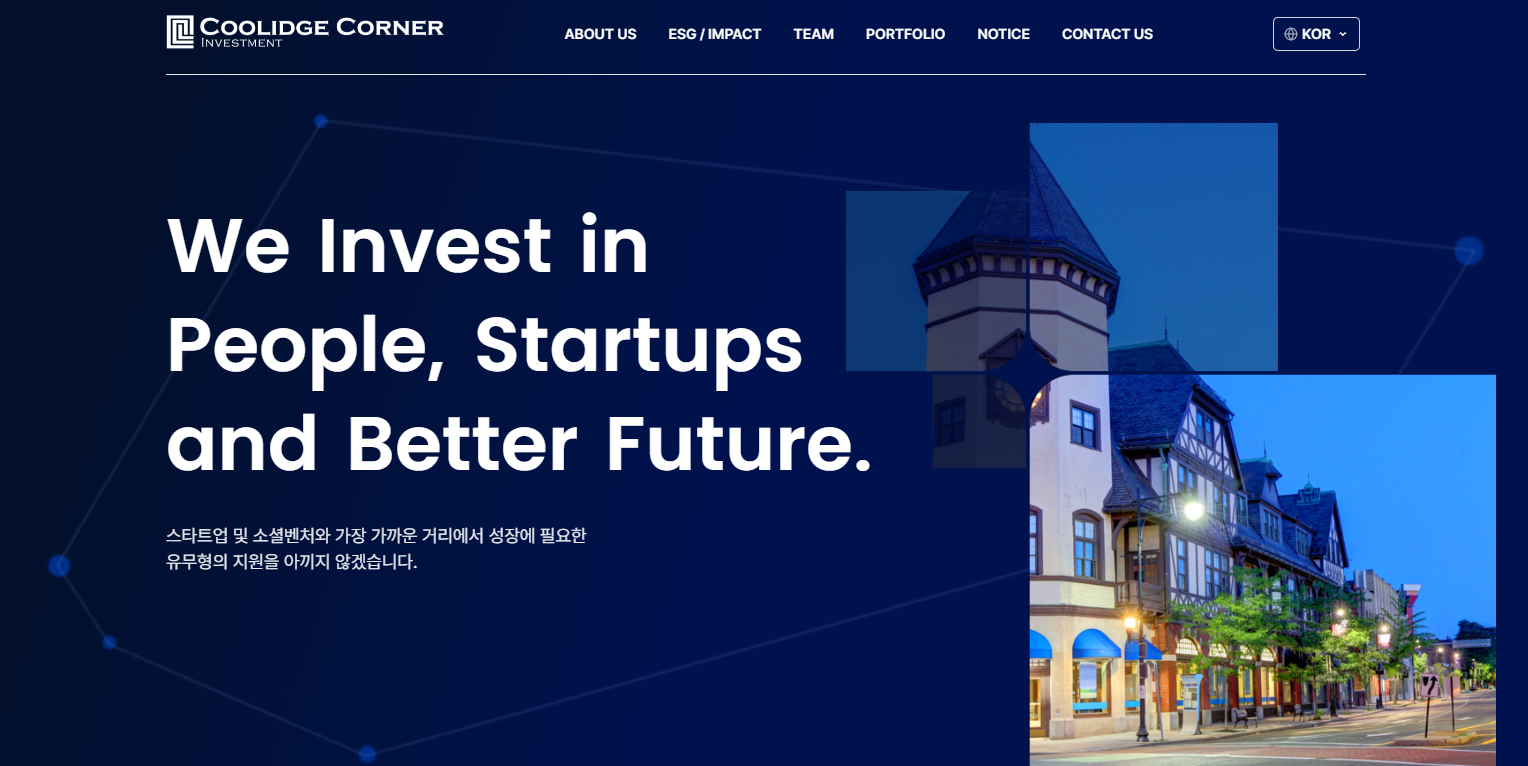 COOLIDGE CORNER
INVESTMENT
ABOUT US
ESG / IMPACT
TEAM
PORTFOLIO
NOTICE
CONTACT US
KOR
We Invest in
People, Startups
and Better Future.
스타트업 및 소셜벤처와 가장 가까운 거리에서 성장에 필요한
유무형의 지원을 아끼지 않겠습니다.